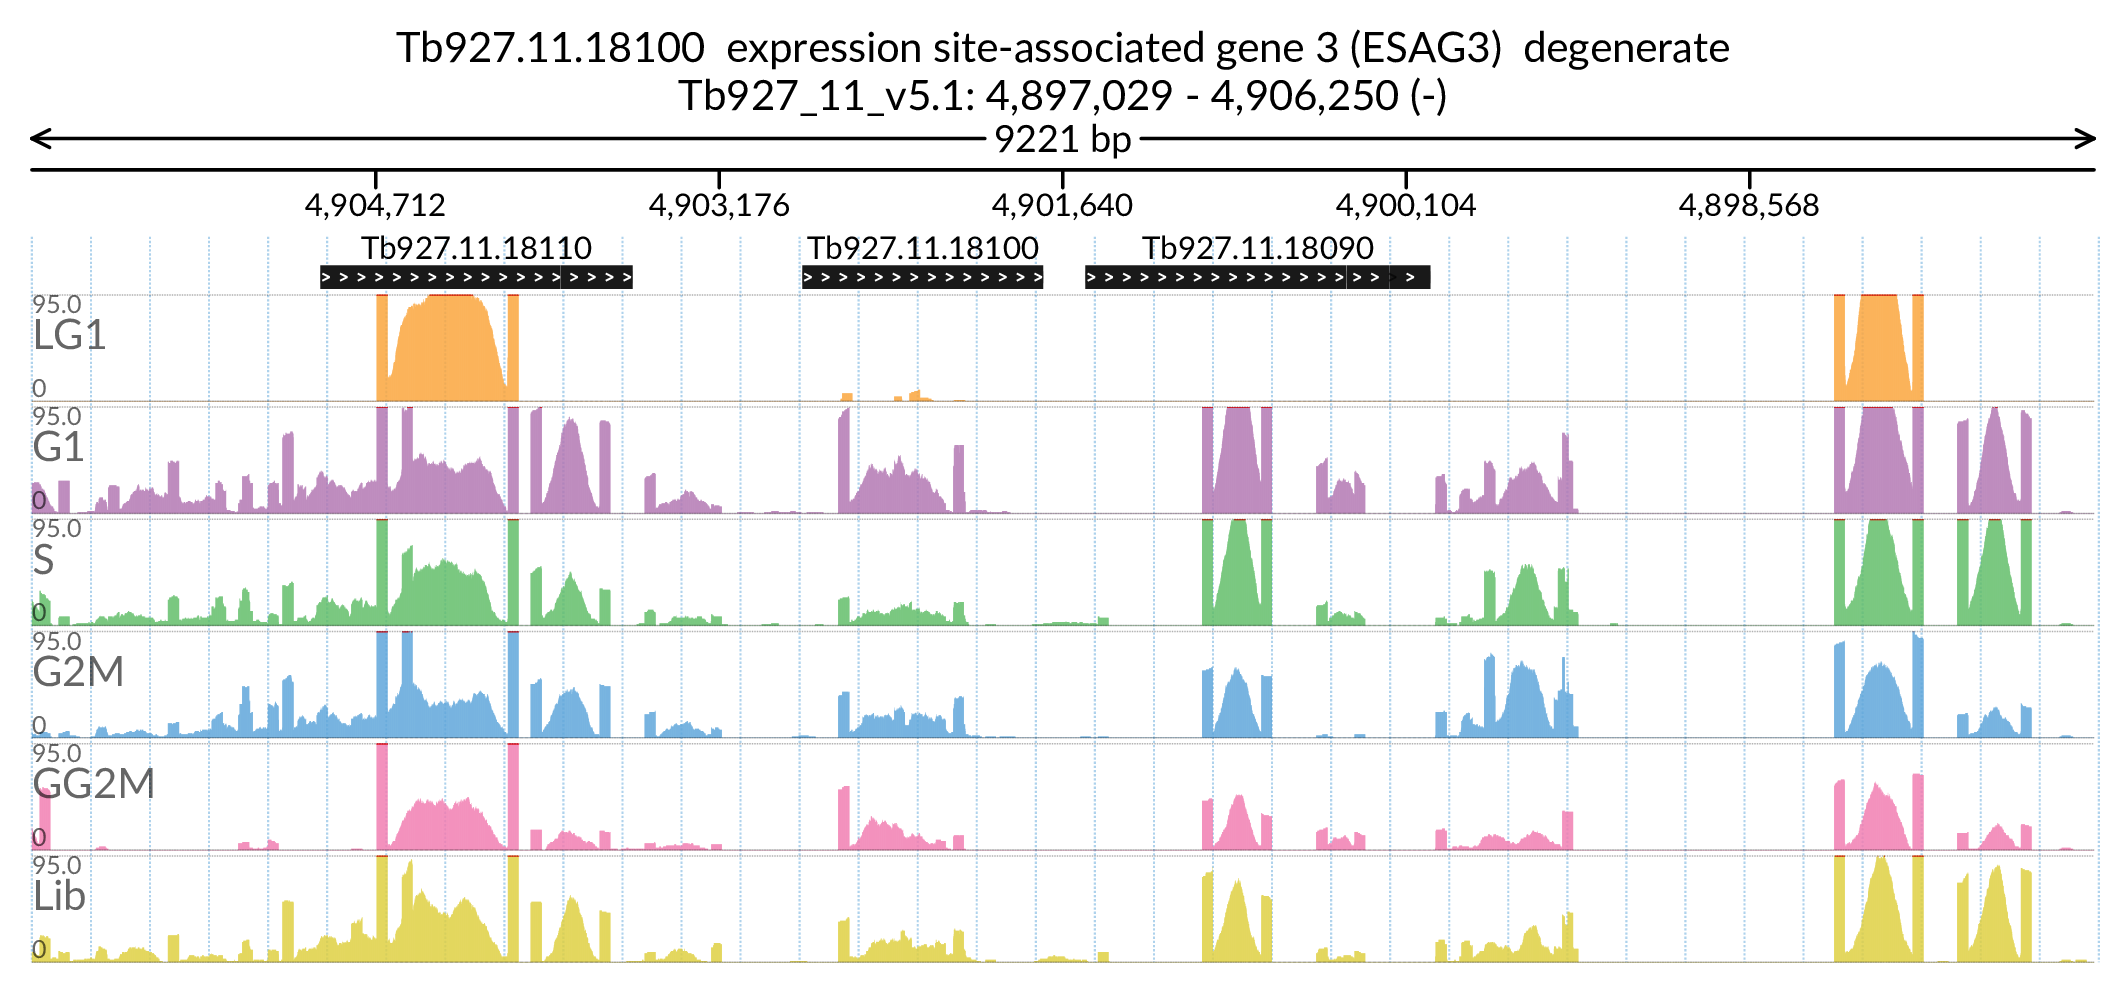 Tb927.11.18100 expression site-associated gene 3 (ESAG3) degenerate
Tb927_11_v5.1: 4,897,029 - 4,906,250 (-)
9221 bp
4,904,712 4,903,176 4,901,640 4,900,104 4,898,568
Tb927.11.18110 Tb927.11.18100 Tb927.11.18090
95.0
LG1
0
95.0
G1
0
95.0
S
0
95.0
G2M
0
95.0
GG2M
0
95.0
Lib
0